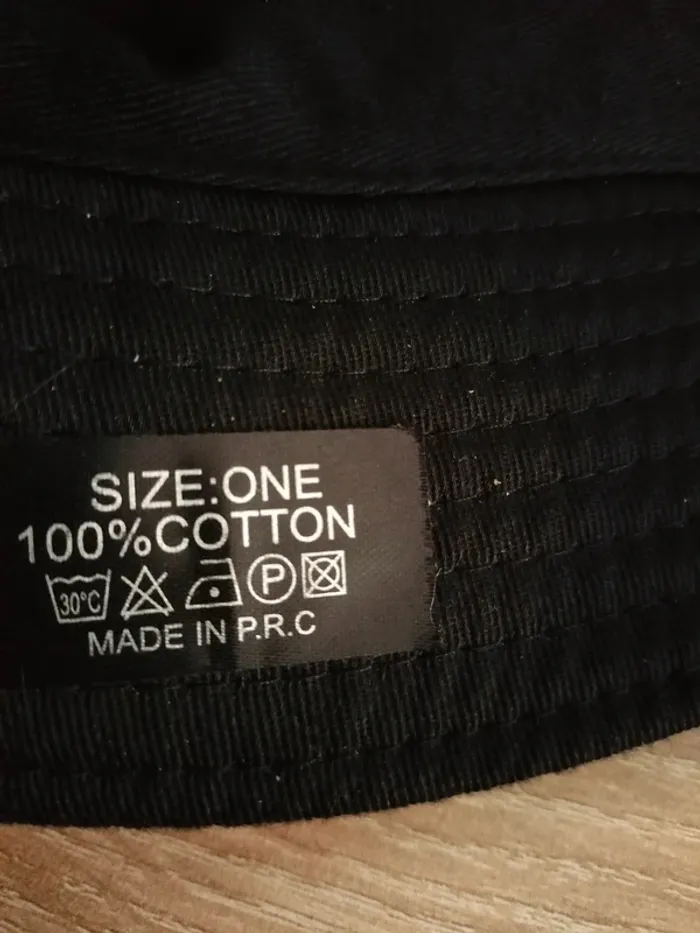 SIZE:ONE
100%COTTON
30°C P
MADE IN P.R.C